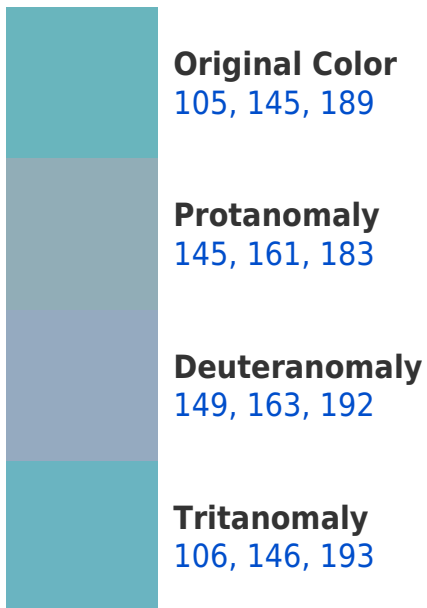 Original Color
105, 145, 189
Protanomaly
145, 161, 183
Deuteranomaly
149, 163, 192
Tritanomaly
106, 146, 193